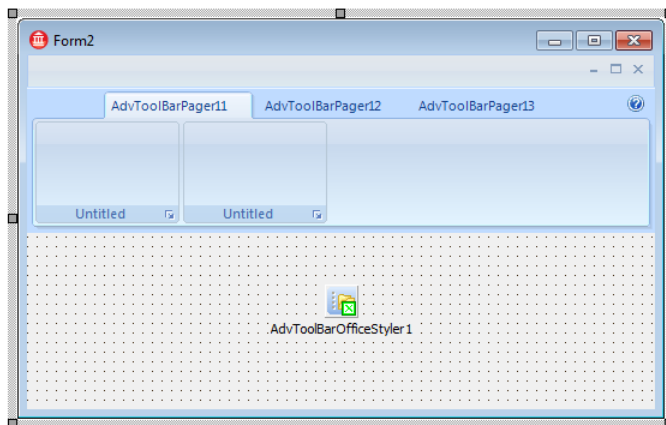 Form2
AdvToolBarPager11 AdvToolBarPager12 AdvToolBarPager13
Untitled Untitled
AdvToolBarOfficeStyler1